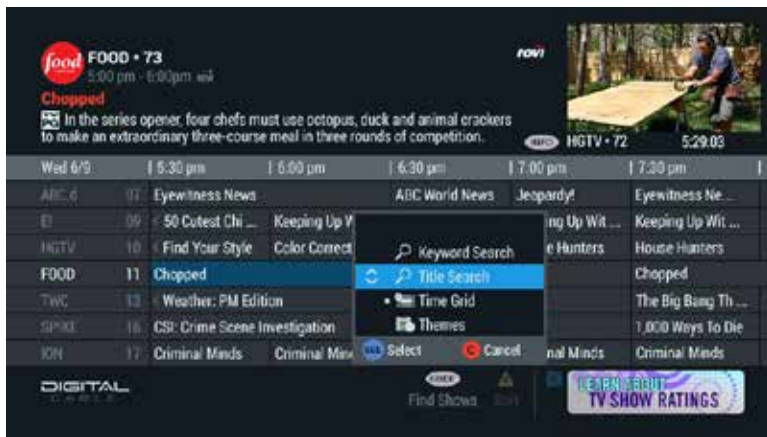 food FOOD • 73
rovi
5:00 pm - 6:00pm
Chopped
In the series opener, four chefs must use octopus, duck and animal crackers
to make an extraordinary three-course meal in three rounds of competition.
INFO HGTV • 72 5:29:03
Wed 6/9 5:30 pm 6:00 pm 6:30 pm 7:00 pm 7:30 pm
07 Eyewitness News ABC World News Jeopardy! Eyewitness Ne...
E! 09 50 Cutest Chi ... Keeping Up W ing Up Wit ... Keeping Up Wit ...
HGTV 10 Find Your Style Color Correct e Hunters House Hunters
Keyword Search
FOOD 11 Chopped Title Search Chopped
TWC 13 Weather: PM Edition Time Grid The Big Bang Th ...
SPIKE 16 CSI: Crime Scene Investigation Themes 1,000 Ways To Die
ION 17 Criminal Minds Criminal Min Select C Cancel nal Minds Criminal Minds
DIGITAL
CABLE
Find Shows
LEARN ABOUT
TV SHOW RATINGS